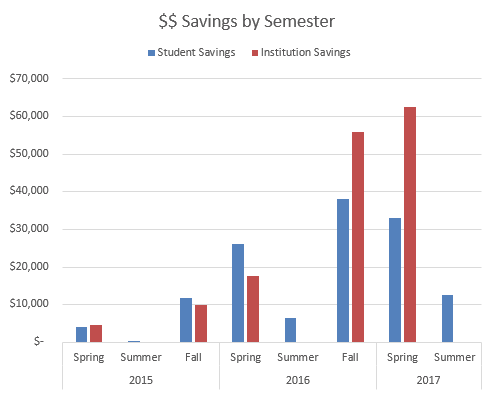 $$ Savings by Semester
Student Savings Institution Savings
$70,000
$60,000
$50,000
$40,000
$30,000
$20,000
$10,000
$-
Spring Summer Fall Spring Summer Fall Spring Summer
2015 2016 2017